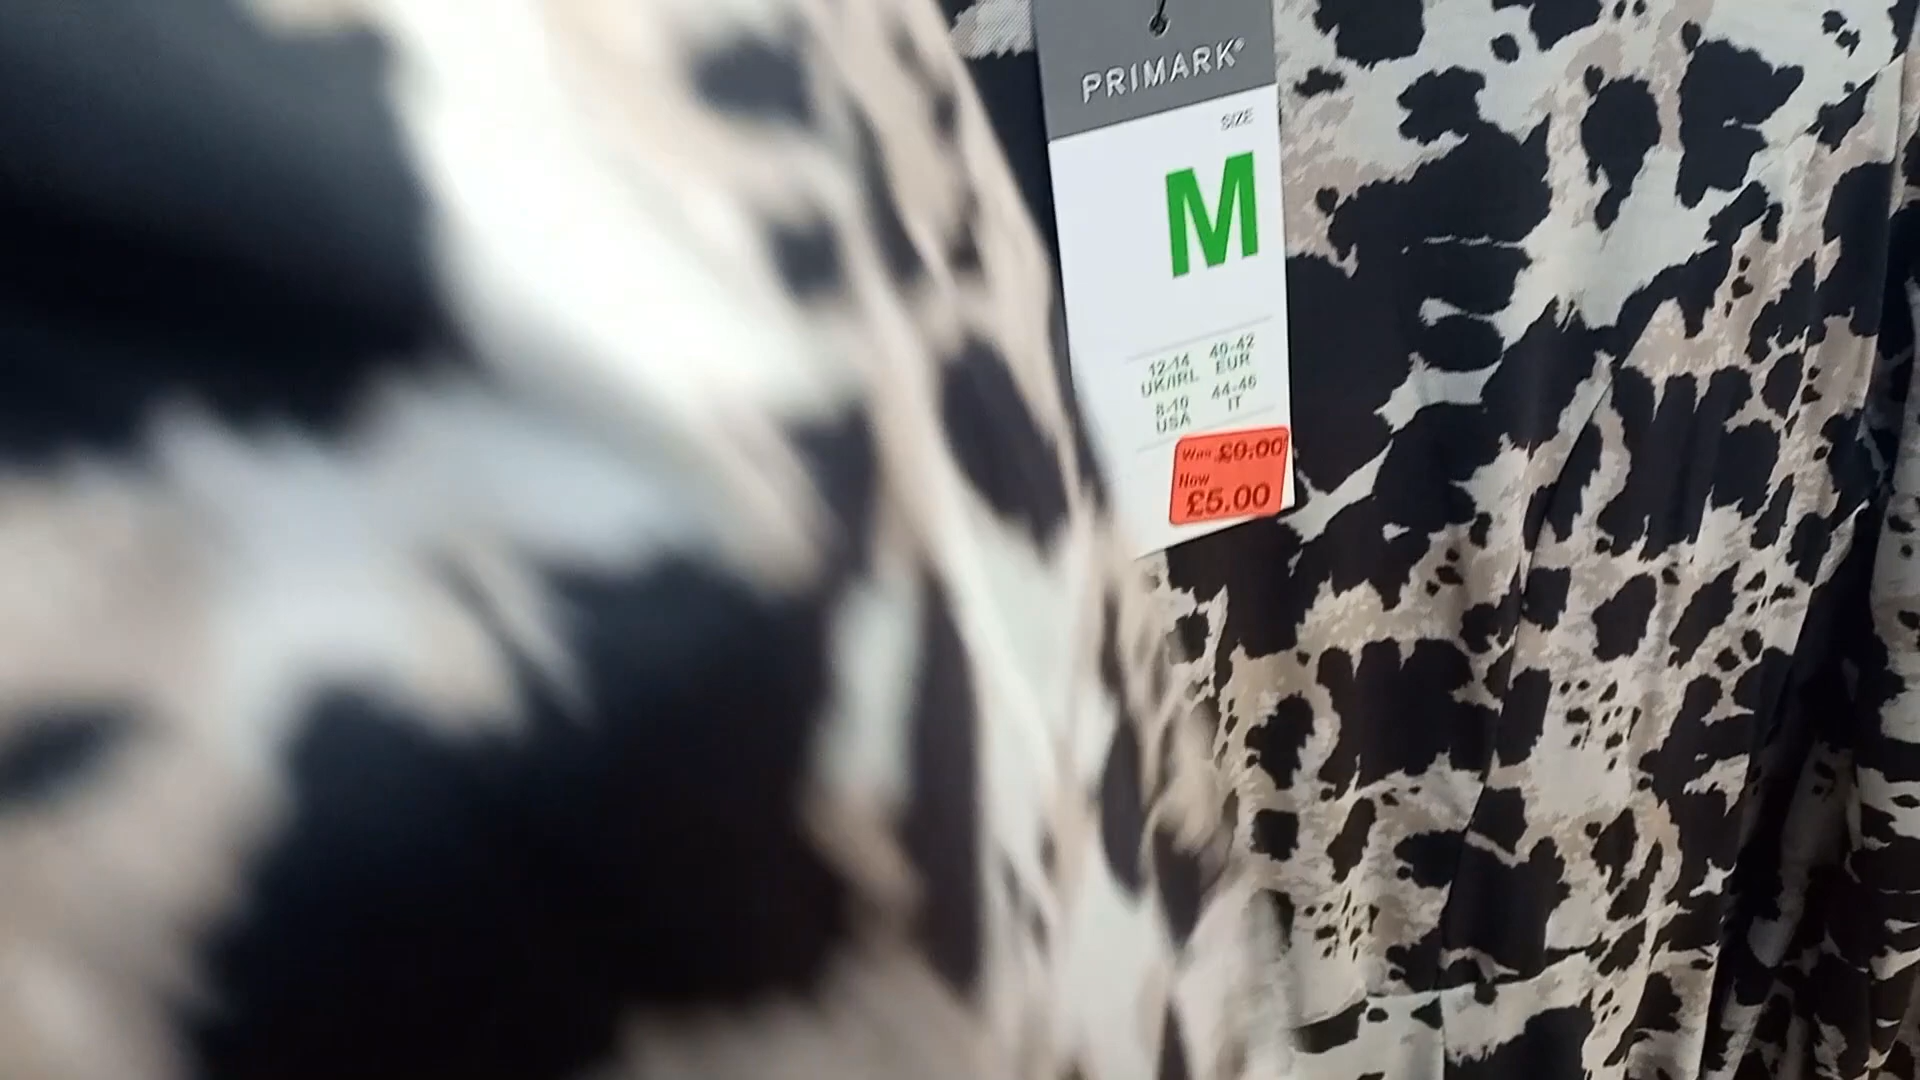 PRIMARK®
SIZE
M
12-14 40-42
UK/IRL EUR
8-10 44-46
USA IT
Was £9.00
Now
£5.00